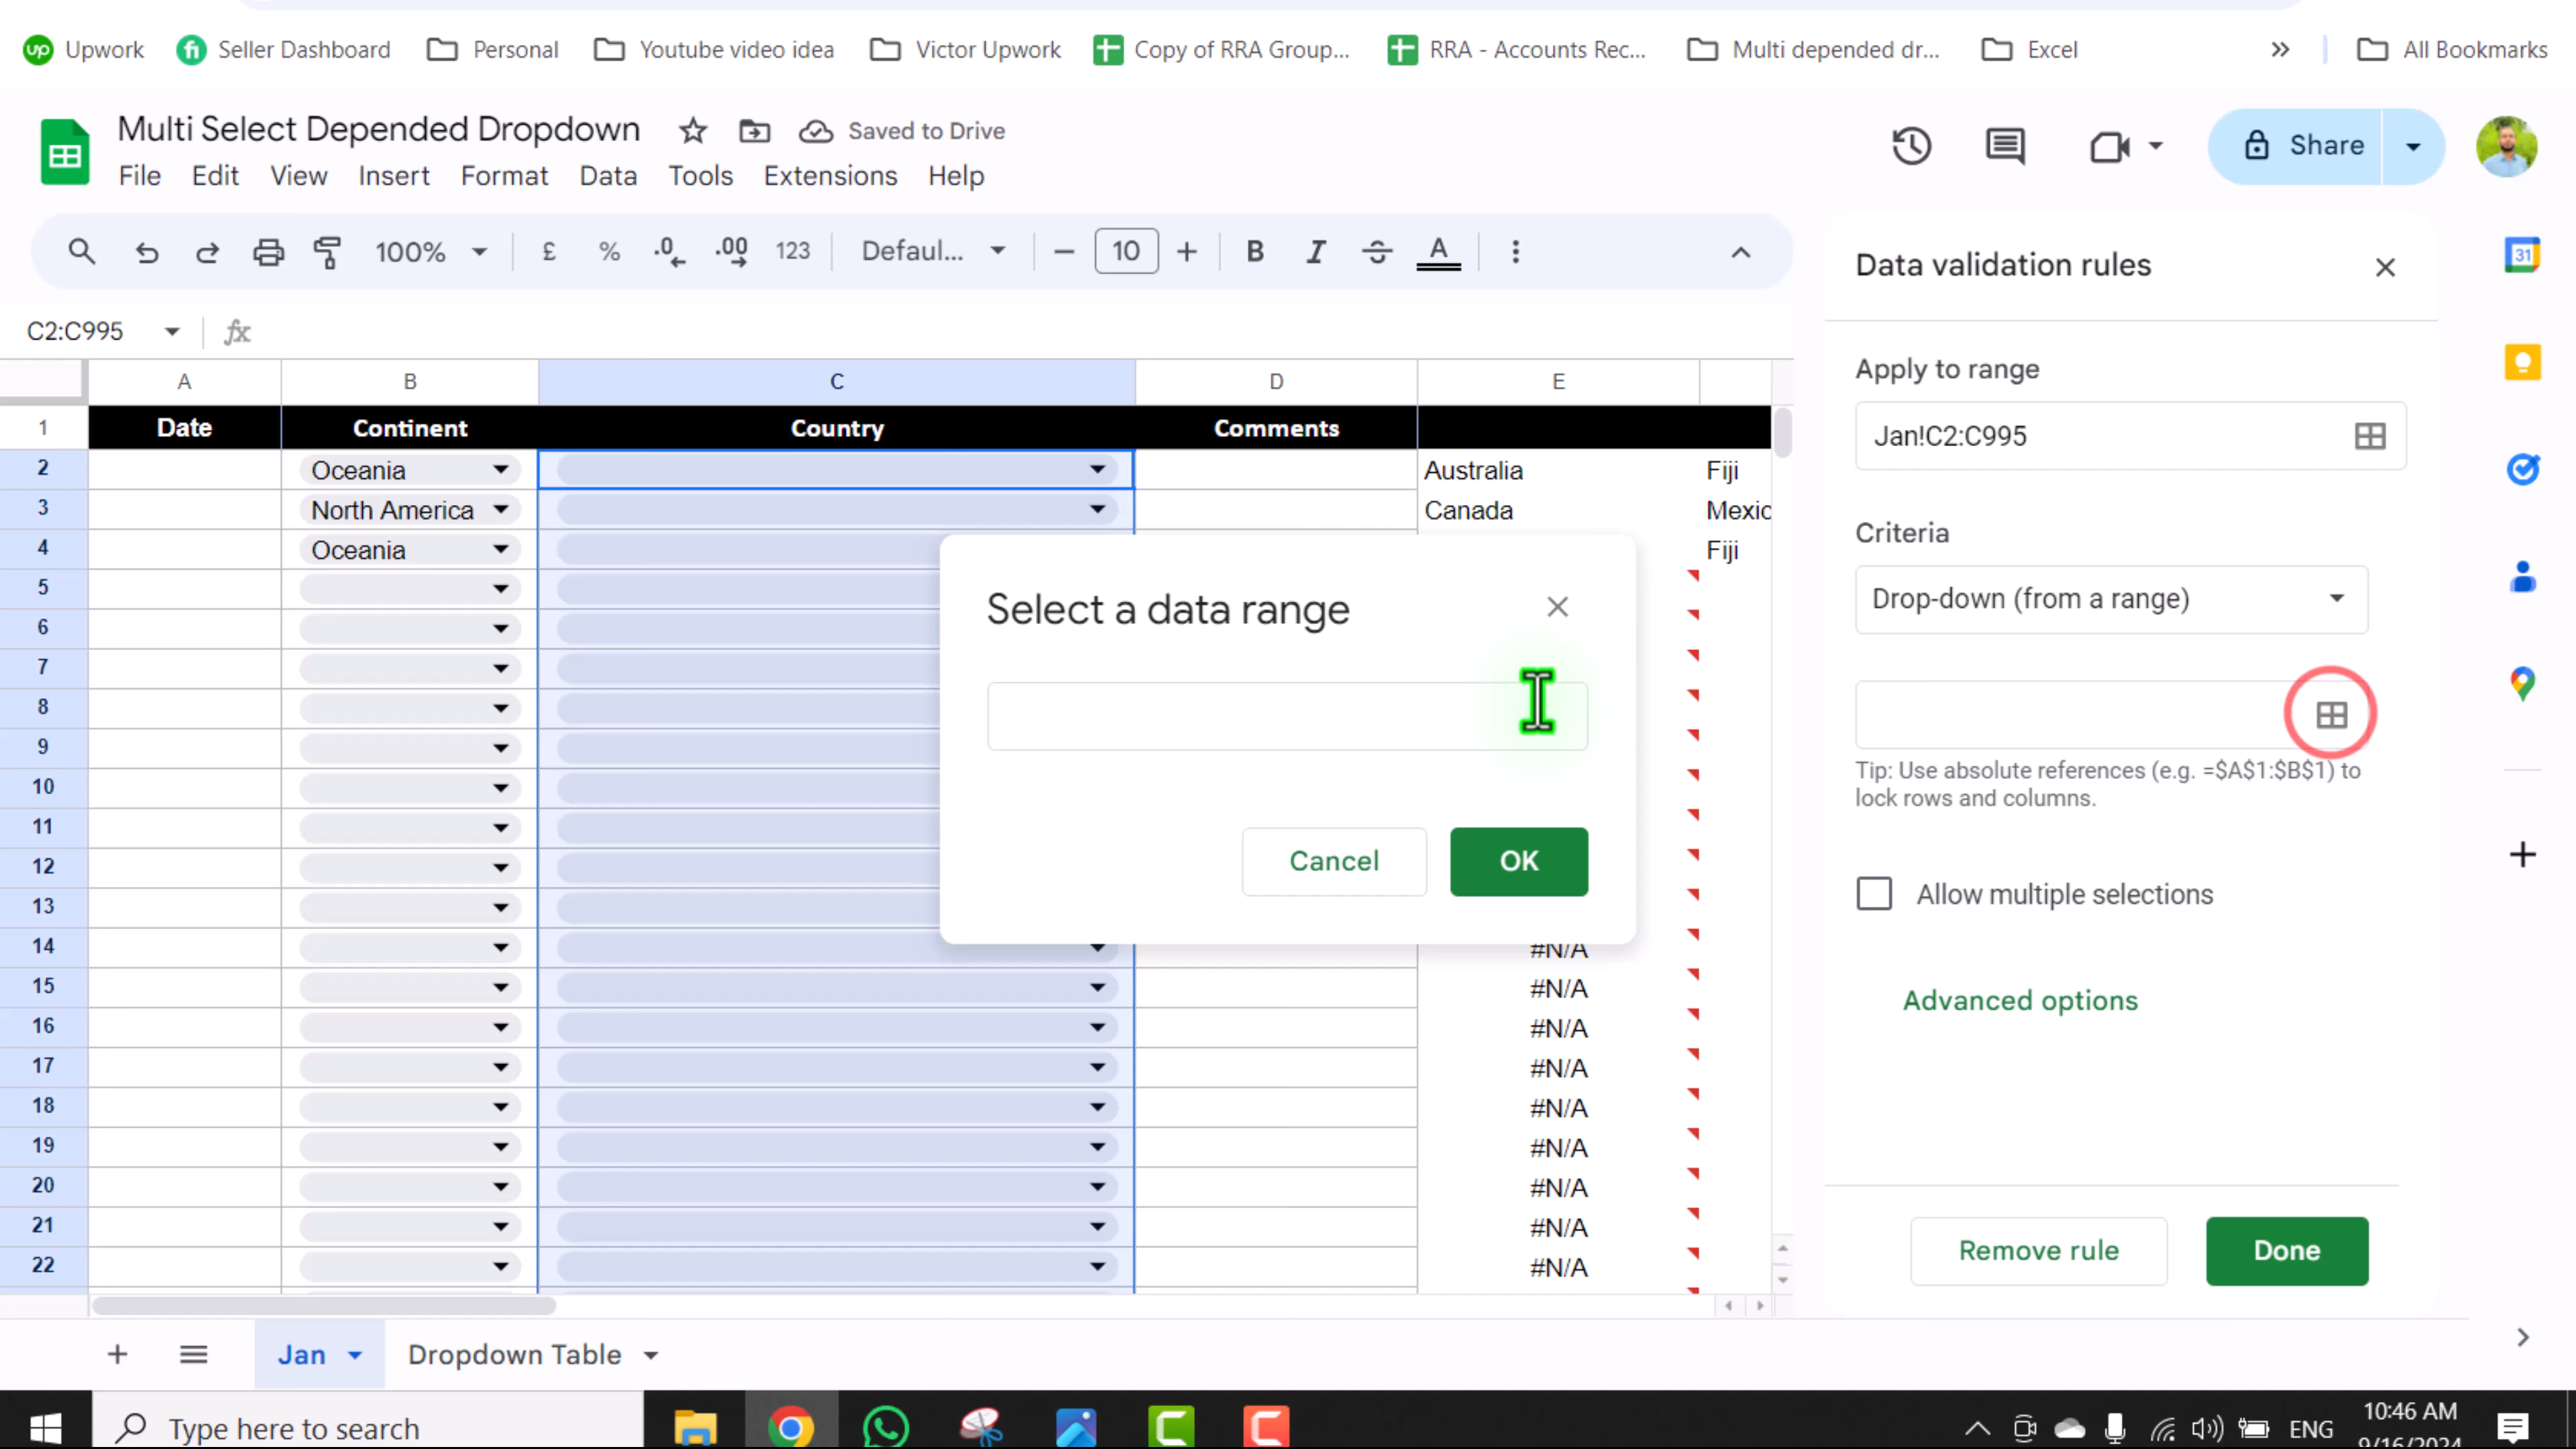 Upwork Seller Dashboard Personal Youtube video idea Victor Upwork Copy of RRA Group... RRA - Accounts Rec... Multi depended dr... Excel All Bookmarks
Multi Select Depended Dropdown Saved to Drive
File Edit View Insert Format Data Tools Extensions Help
Share
100% £ % .0 .00 123 Defaul... 10 B I A
Data validation rules
C2:C995 fx
Apply to range
Jan!C2:C995
A B C D E
1 Date Continent Country Comments
2 Oceania Australia Fiji
3 North America Canada Mexic
4 Oceania Fiji
5
6
7
8
9
10
11
12
13
14 #N/A
15 #N/A
16 #N/A
17 #N/A
18 #N/A
19 #N/A
20 #N/A
21 #N/A
22 #N/A
Select a data range
Cancel OK
Criteria
Drop-down (from a range)
Tip: Use absolute references (e.g. =$A$1:$B$1) to
lock rows and columns.
Allow multiple selections
Advanced options
Remove rule Done
31
Jan Dropdown Table
Type here to search
ENG
10:46 AM
9/16/2024